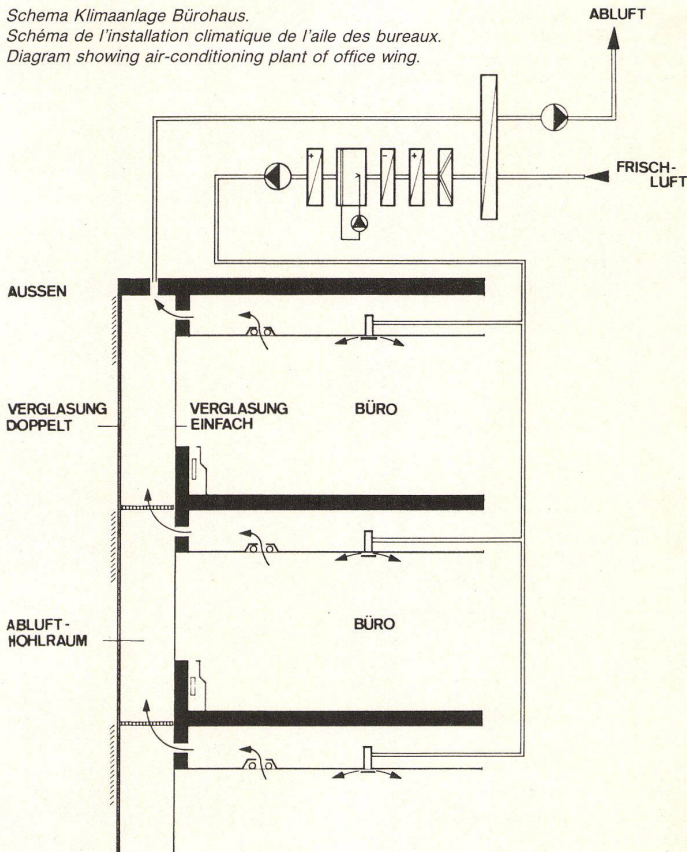 Schema Klimaanlage Bürohaus.
Schéma de l'installation climatique de l'aile des bureaux.
Diagram showing air-conditioning plant of office wing.
ABLUFT
FRISCH-
LUFT
AUSSEN
VERGLASUNG
DOPPELT
VERGLASUNG
EINFACH
BÜRO
ABLUFT-
HOHLRAUM
BÜRO